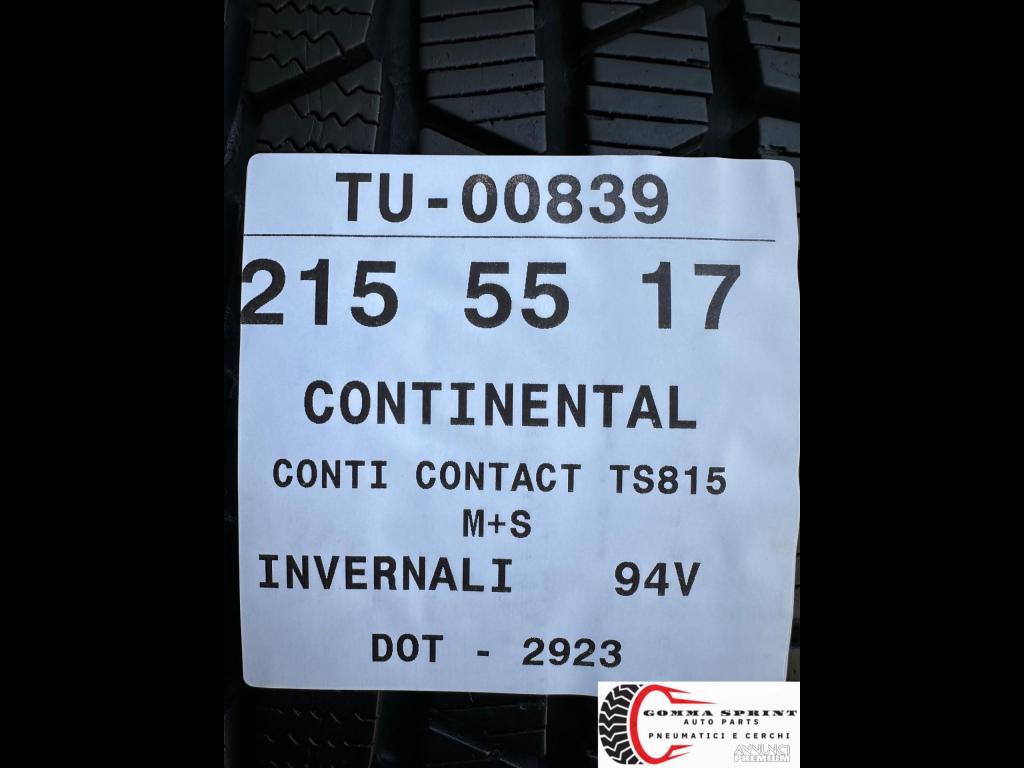 TU-00839
215 55 17
CONTINENTAL
CONTI CONTACT TS815
M+S
INVERNALI 94V
DOT - 2923
GOMMA SPRINT
AUTO PARTS
PNEUMATICI E CERCHI
ANNUNCI
PREMIUM